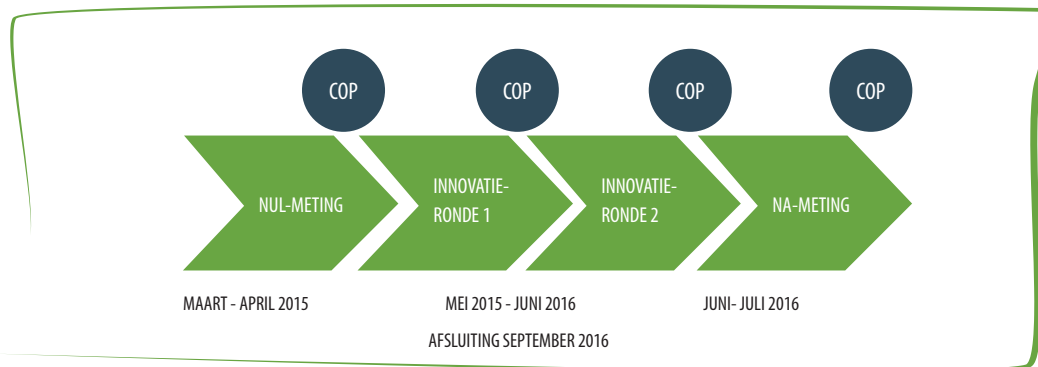 COP
COP
COP
COP
NUL-METING
INNOVATIE-
RONDE 1
INNOVATIE-
RONDE 2
NA-METING
MAART - APRIL 2015
MEI 2015 - JUNI 2016
JUNI- JULI 2016
AFSLUITING SEPTEMBER 2016